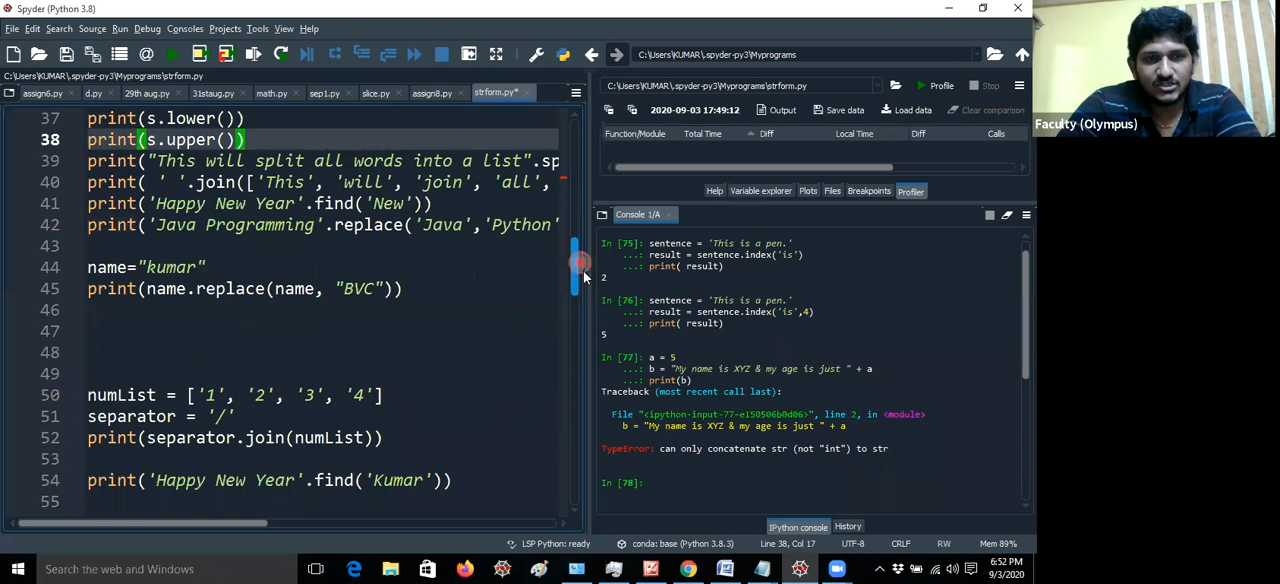 Spyder (Python 3.8)
File Edit Search Source Run Debug Consoles Projects Tools View Help
C:\Users\KUMAR\.spyder-py3\Myprograms
C:\Users\KUMAR\.spyder-py3\Myprograms\strform.py
assign6.py d.py 29th aug.py 31staug.py math.py sep1.py slice.py assign8.py strform.py*
37 print(s.lower())
38 print(s.upper())
39 print("This will split all words into a list".sp
40 print( ' '.join(['This', 'will', 'join', 'all',
41 print('Happy New Year'.find('New'))
42 print('Java Programming'.replace('Java','Python'
43
44 name="kumar"
45 print(name.replace(name, "BVC"))
46
47
48
49
50 numList = ['1', '2', '3', '4']
51 separator = '/'
52 print(separator.join(numList))
53
54 print('Happy New Year'.find('Kumar'))
55
C:\Users\KUMAR\.spyder-py3\Myprograms\strform.py Profile Stop
2020-09-03 17:49:12 Output Save data Load data Clear comparison
Function/Module Total Time Diff Local Time Diff Calls
Help Variable explorer Plots Files Breakpoints Profiler
Console 1/A
In [75]: sentence = 'This is a pen.'
...: result = sentence.index('is')
...: print( result)
2
In [76]: sentence = 'This is a pen.'
...: result = sentence.index('is',4)
...: print( result)
5
In [77]: a = 5
...: b = "My name is XYZ & my age is just " + a
...: print(b)
Traceback (most recent call last):
File "<ipython-input-77-e150506b0d06>", line 2, in <module>
b = "My name is XYZ & my age is just " + a
TypeError: can only concatenate str (not "int") to str
In [78]:
IPython console History
LSP Python: ready conda: base (Python 3.8.3) Line 38, Col 17 UTF-8 CRLF RW Mem 89%
Faculty (Olympus)
Search the web and Windows
6:52 PM
9/3/2020